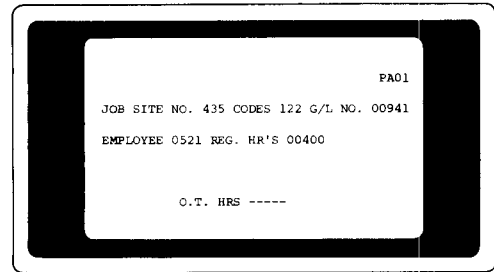 PA01
JOB SITE NO. 435 CODES 122 G/L NO. 00941
EMPLOYEE 0521 REG. HR'S 00400
O.T. HRS -----